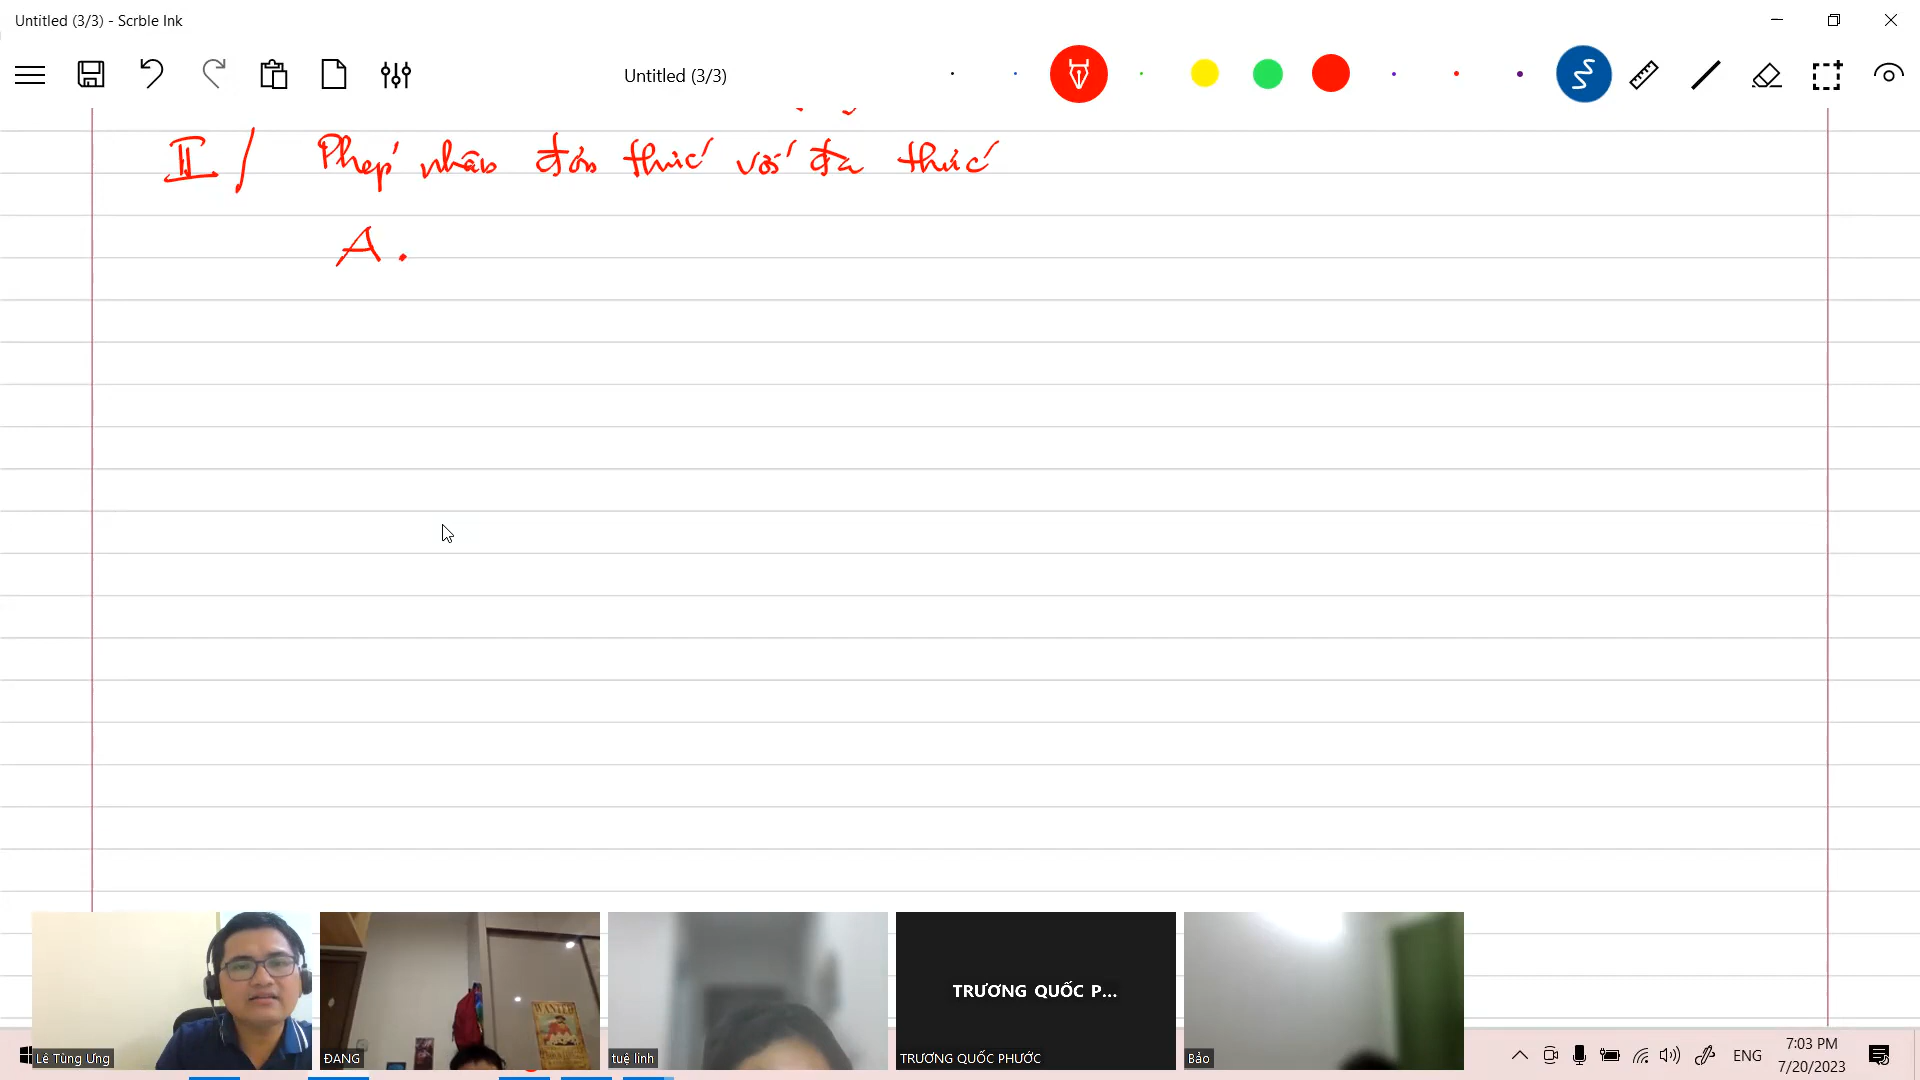 Untitled (3/3) - Scrble Ink
Untitled (3/3)
II/ Phép nhân đơn thức với đa thức
A.
WANTED
TRƯƠNG QUỐC P...
Lê Tùng Ưng
ĐANG
tuệ linh
TRƯƠNG QUỐC PHƯỚC
Bảo
ENG
7:03 PM
7/20/2023